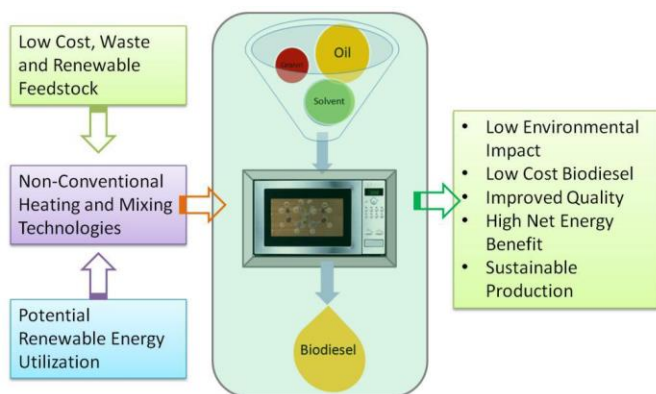 Low Cost, Waste
and Renewable
Feedstock
Non-Conventional
Heating and Mixing
Technologies
Potential
Renewable Energy
Utilization
Oil
Solvent
Biodiesel
• Low Environmental
Impact
• Low Cost Biodiesel
• Improved Quality
• High Net Energy
Benefit
• Sustainable
Production